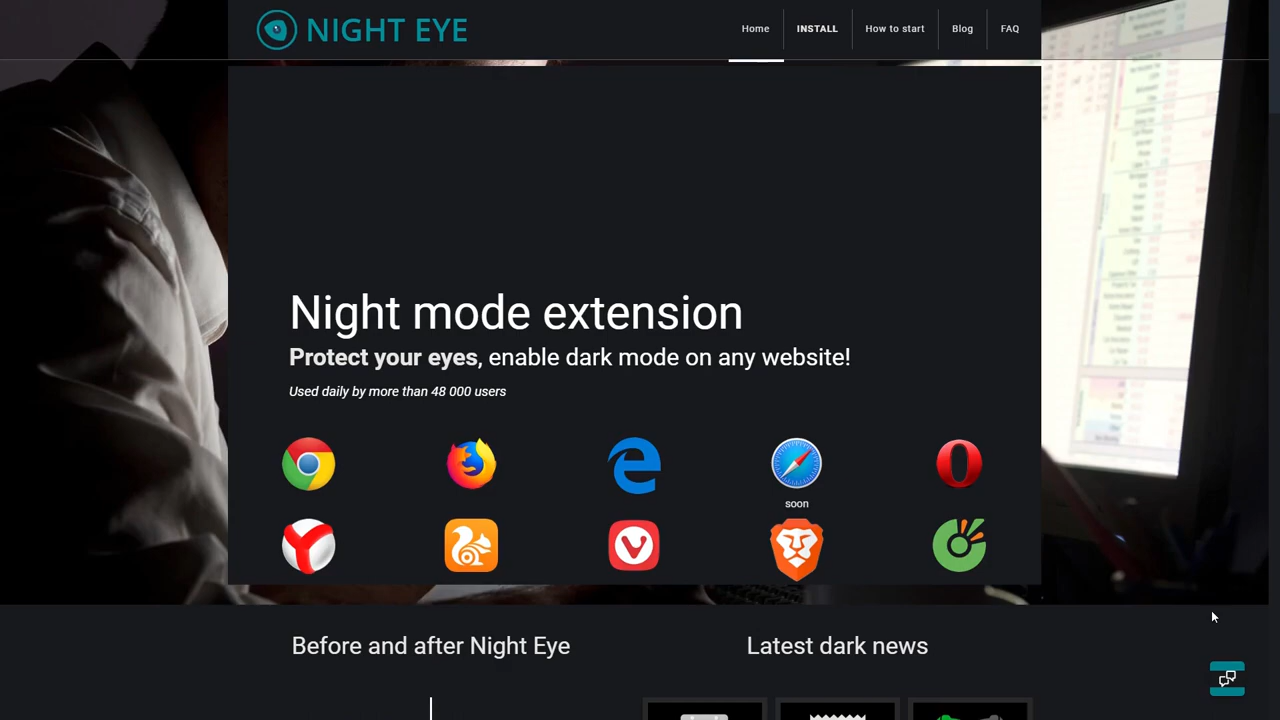 NIGHT EYE
Home
INSTALL
How to start
Blog
FAQ
Night mode extension
Protect your eyes, enable dark mode on any website!
Used daily by more than 48 000 users
soon
Before and after Night Eye
Latest dark news